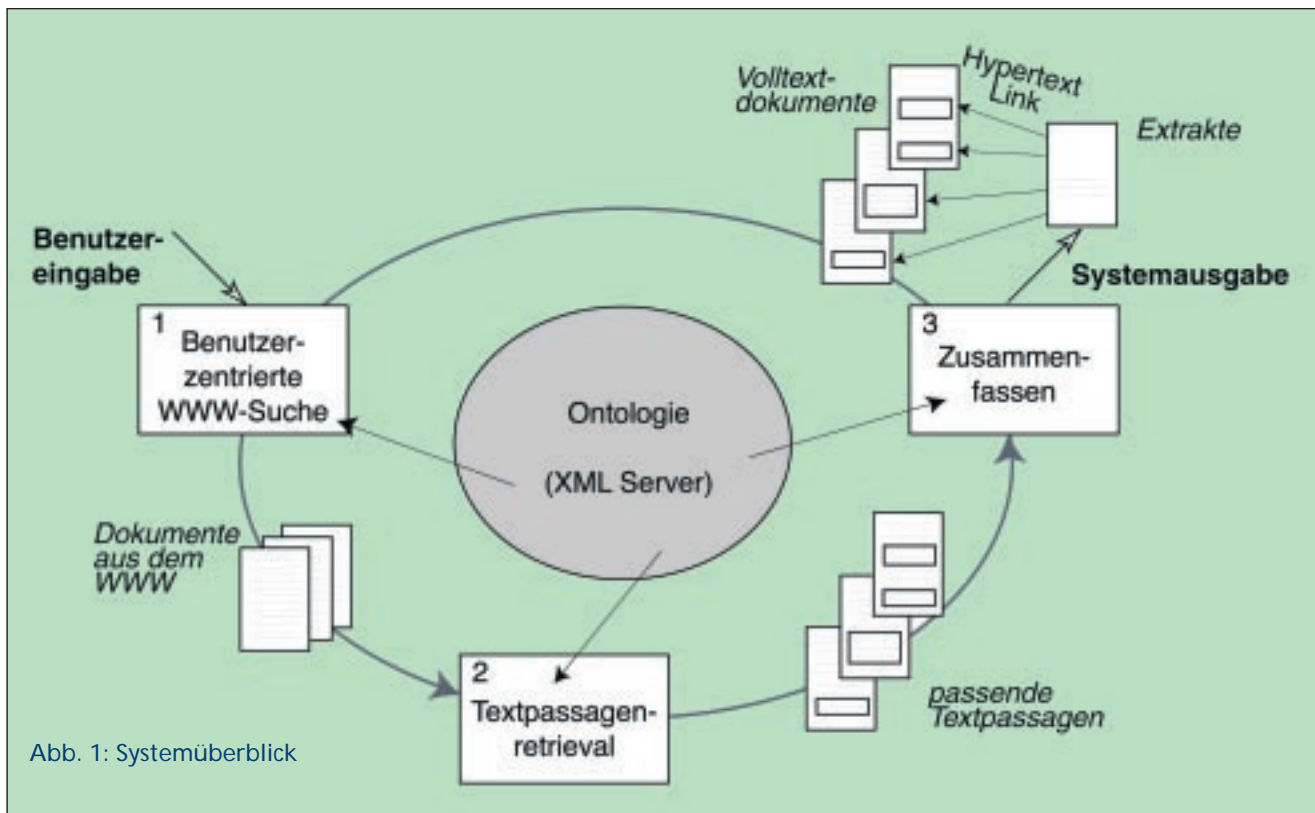 Volltext-
dokumente
Hypertext
Link
Extrakte
Benutzer-
eingabe
Systemausgabe
1
Benutzer-
zentrierte
WWW-Suche
3
Zusammen-
fassen
Ontologie
(XML Server)
Dokumente
aus dem
WWW
2
Textpassagen-
retrieval
passende
Textpassagen
Abb. 1: Systemüberblick